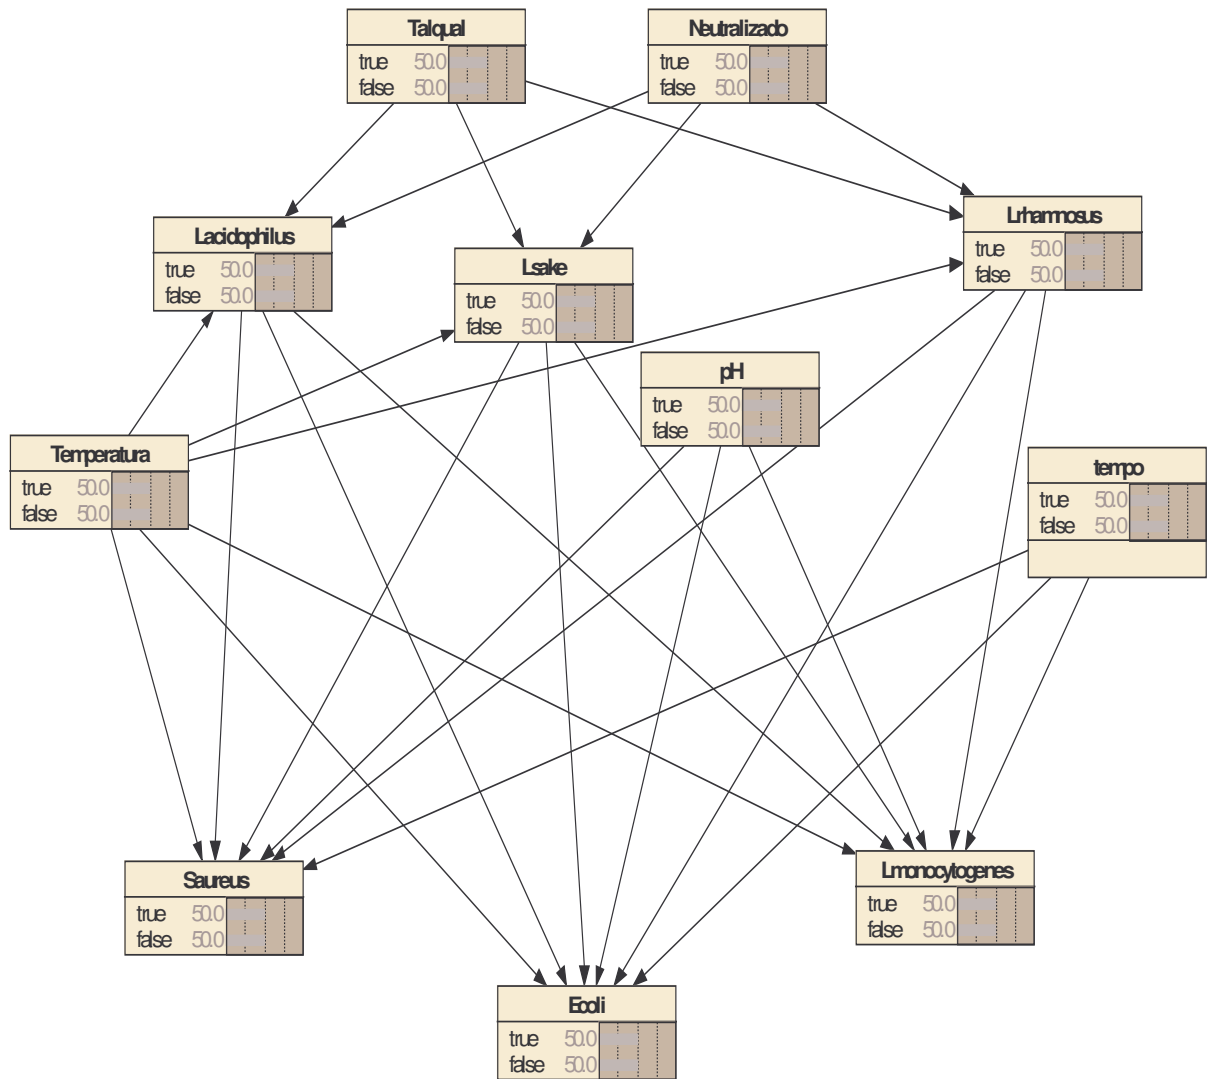 Talqual
true 50.0
false 50.0
Neutralizado
true 50.0
false 50.0
Lacidophilus
true 50.0
false 50.0
Lsake
true 50.0
false 50.0
Lrhamnosus
true 50.0
false 50.0
pH
true 50.0
false 50.0
Temperatura
true 50.0
false 50.0
tempo
true 50.0
false 50.0
Saureus
true 50.0
false 50.0
Lmonocytogenes
true 50.0
false 50.0
Ecoli
true 50.0
false 50.0